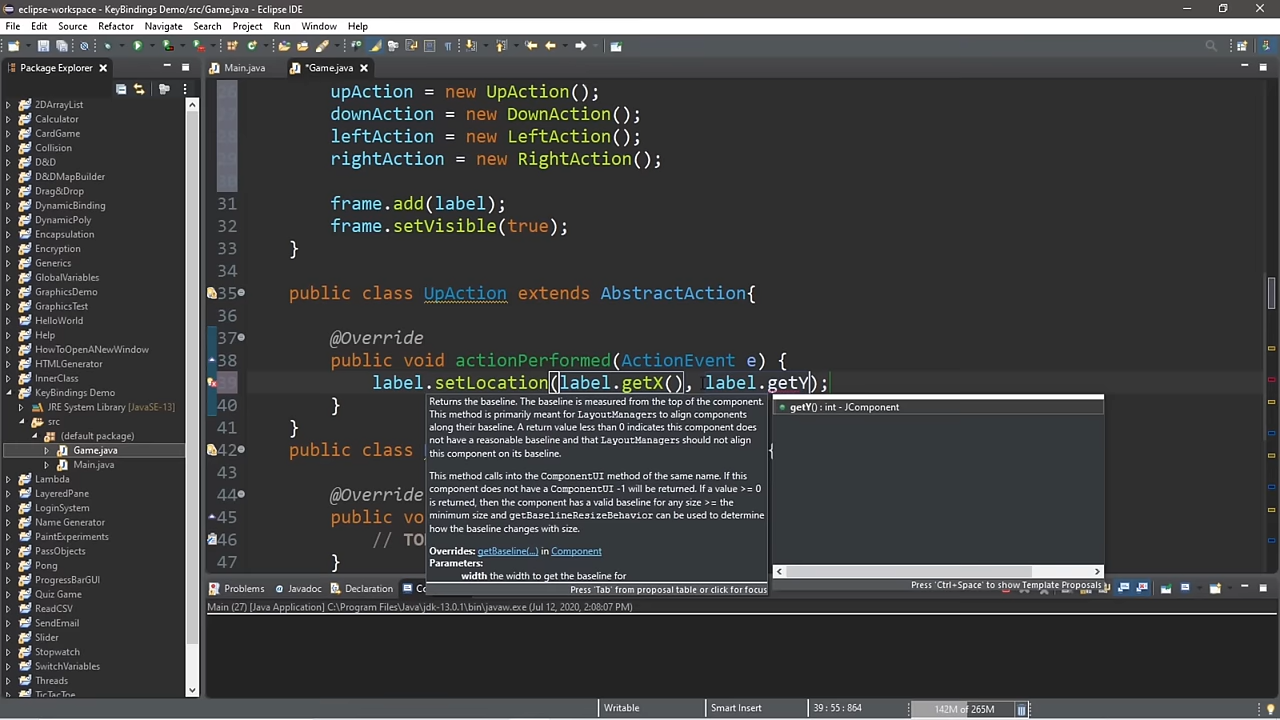 eclipse-workspace - KeyBindings Demo/src/Game.java - Eclipse IDE
File Edit Source Refactor Navigate Search Project Run Window Help
Package Explorer
Main.java
*Game.java
2DArrayList
Calculator
CardGame
Collision
D&D
D&DMapBuilder
Drag&Drop
DynamicBinding
DynamicPoly
Encapsulation
Encryption
Generics
GlobalVariables
GraphicsDemo
GraphicsTest
HelloWorld
Help
HowToOpenANewWindow
HTMLGenerator
InnerClass
KeyBindings Demo
JRE System Library [JavaSE-13]
src
(default package)
Game.java
Main.java
Lambda
LayeredPane
LoginSystem
Name Generator
PaintExperiments
PassObjects
Pong
ProgressBarGUI
Quiz Game
ReadCSV
SendEmail
Slider
Stopwatch
SwitchVariables
Threads
TicTacToe
upAction = new UpAction();
downAction = new DownAction();
leftAction = new LeftAction();
rightAction = new RightAction();
31 frame.add(label);
32 frame.setVisible(true);
33 }
34
35 public class UpAction extends AbstractAction{
36
37 @Override
38 public void actionPerformed(ActionEvent e) {
39 label.setLocation(label.getX(), label.getY);
40 }
41 }
42 public class {
43
44 @Override
45 public vo
46 // TO
47 }
Returns the baseline. The baseline is measured from the top of the component.
This method is primarily meant for LayoutManagers to align components
along their baseline. A return value less than 0 indicates this component does
not have a reasonable baseline and that LayoutManagers should not align
this component on its baseline.
This method calls into the ComponentUI method of the same name. If this
component does not have a ComponentUI -1 will be returned. If a value >= 0
is returned, then the component has a valid baseline for any size >= the
minimum size and getBaselineResizeBehavior can be used to determine
how the baseline changes with size.
Overrides: getBaseline(...) in Component
Parameters:
width the width to get the baseline for
Press 'Tab' from proposal table or click for focus
getY() : int - JComponent
Press 'Ctrl+Space' to show Template Proposals
Problems Javadoc Declaration Co
Main (27) [Java Application] C:\Program Files\Java\jdk-13.0.1\bin\javaw.exe (Jul 12, 2020, 2:08:07 PM)
Writable Smart Insert 39 : 55 : 864 142M of 265M